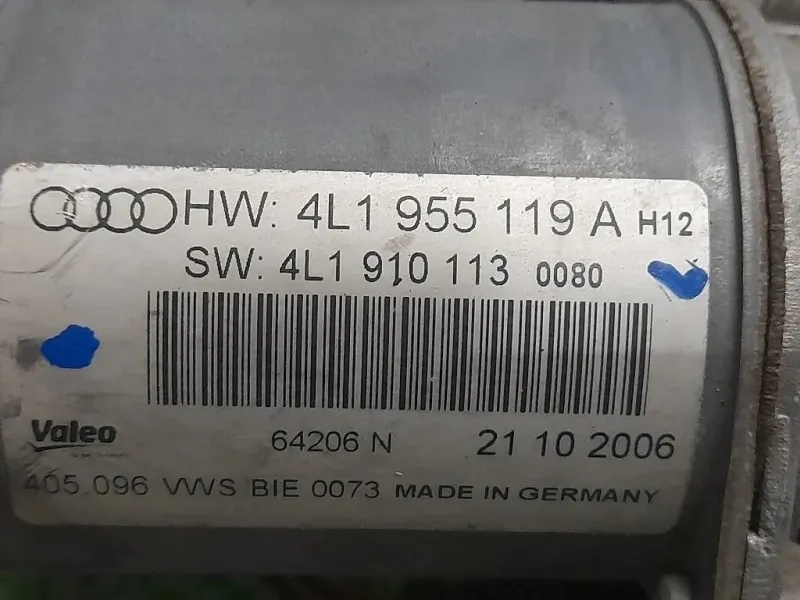 HW: 4L1 955 119 A H12
SW: 4L1 910 113 0080
Valeo 64206 N 21 10 2006
405.096 VWS BIE 0073 MADE IN GERMANY